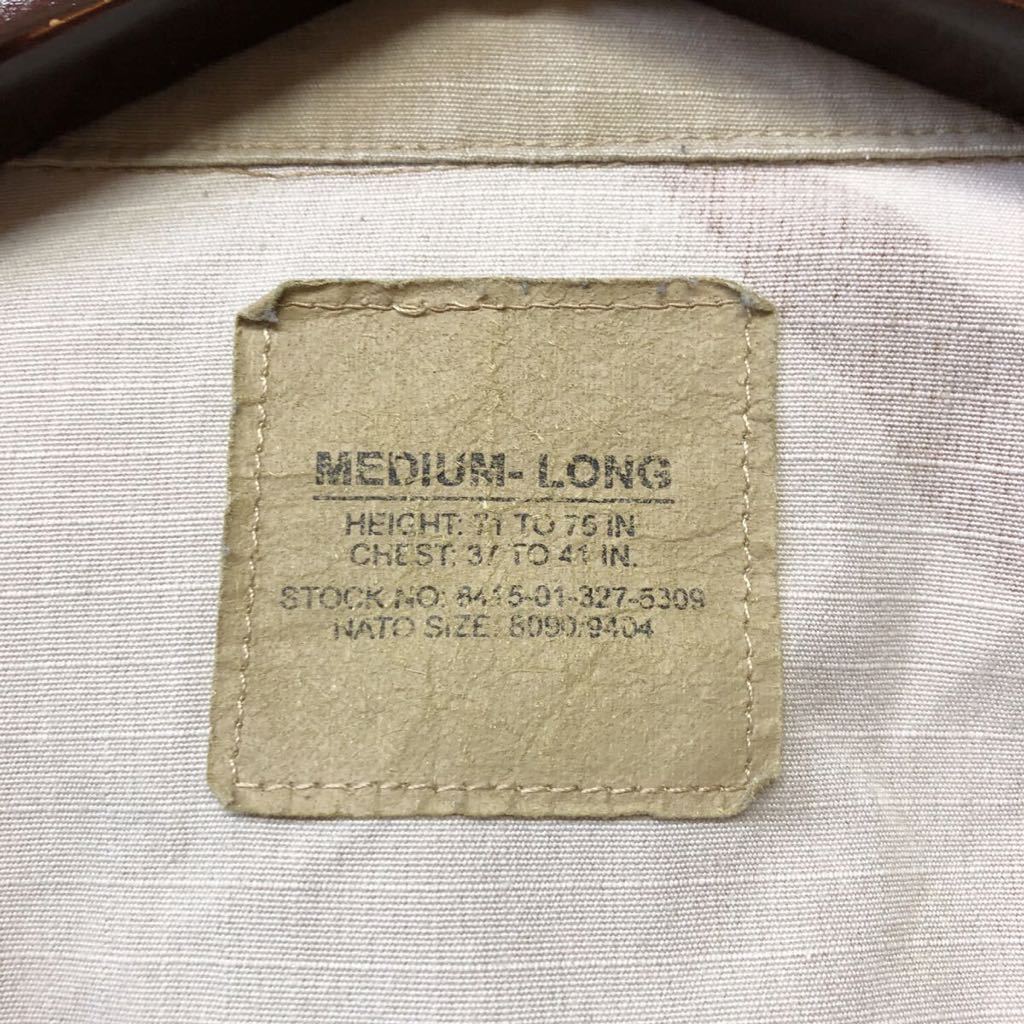 MEDIUM- LONG
HEIGHT: 71 TO 75 IN
CHEST: 37 TO 41 IN.
STOCK NO: 8415-01-327-5309
NATO SIZE: 8090/9404